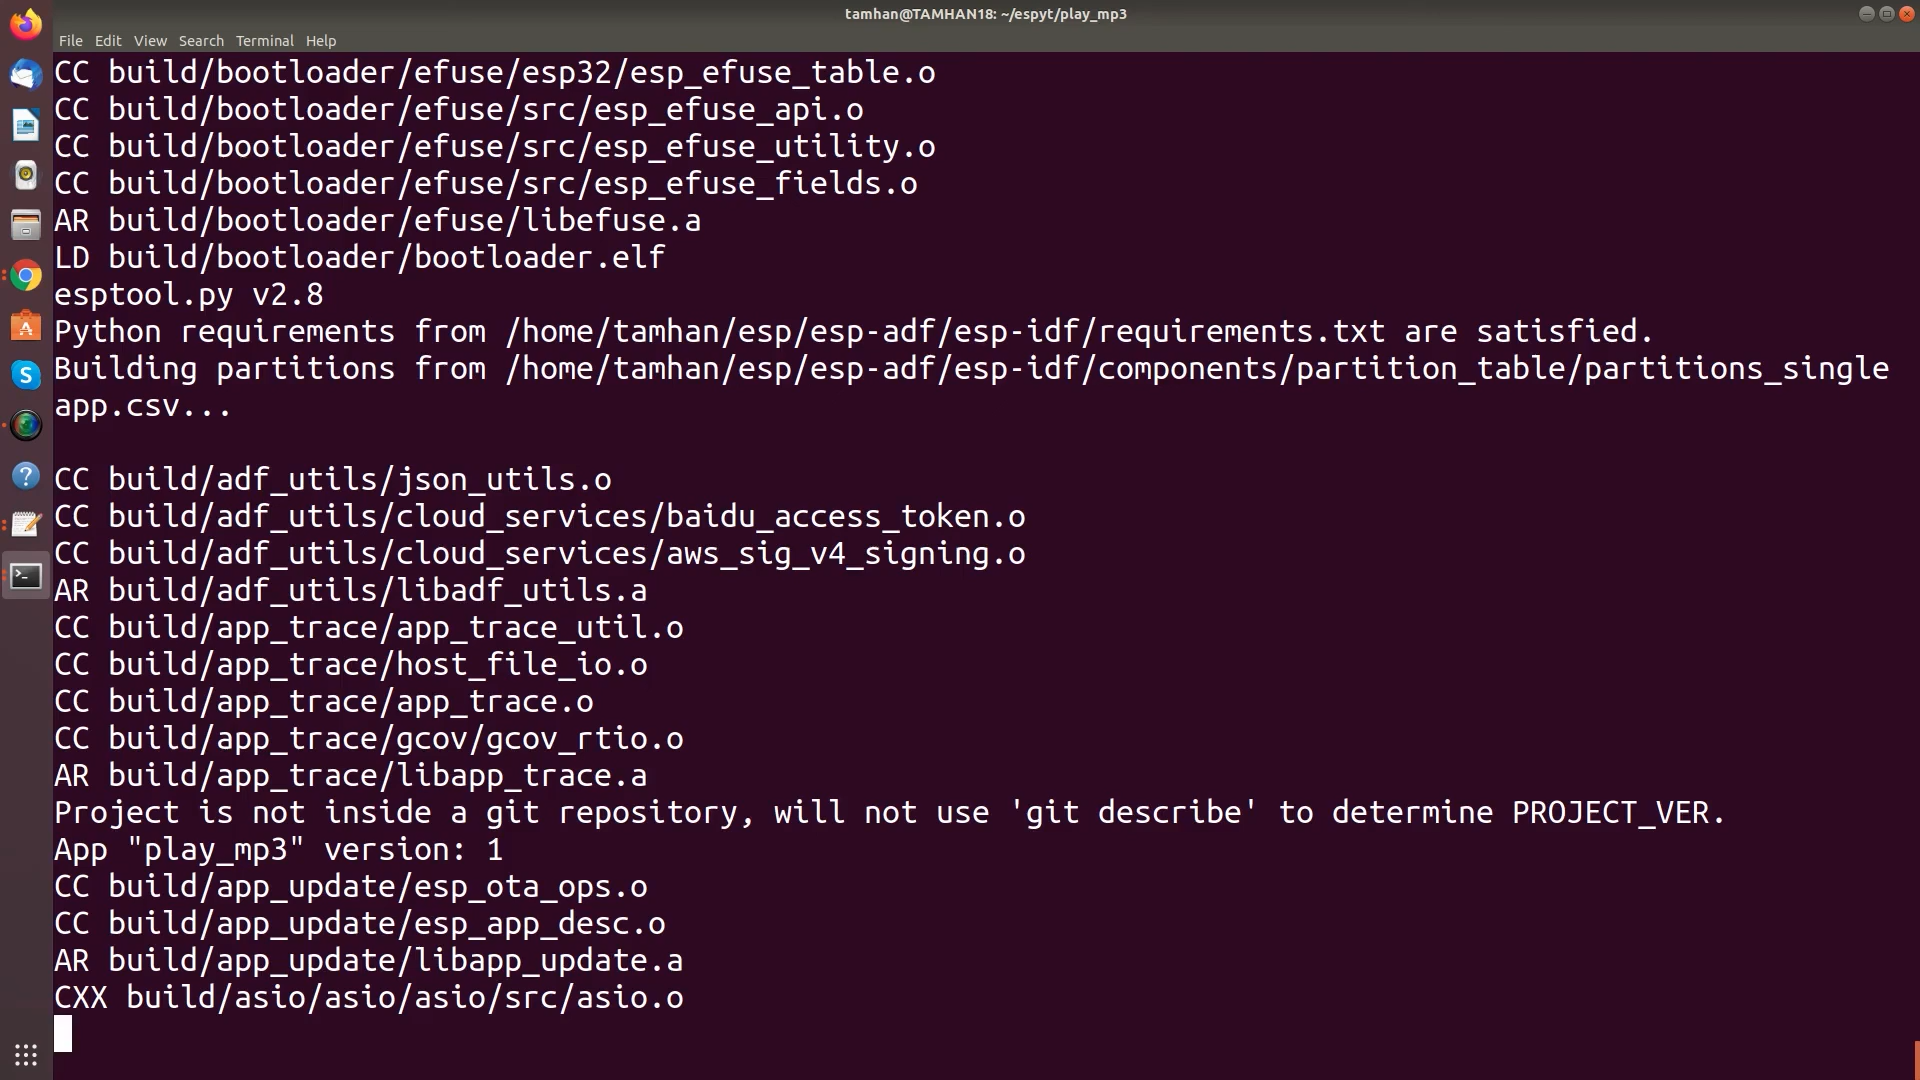 tamhan@TAMHAN18: ~/espyt/play_mp3
File Edit View Search Terminal Help
CC build/bootloader/efuse/esp32/esp_efuse_table.o
CC build/bootloader/efuse/src/esp_efuse_api.o
CC build/bootloader/efuse/src/esp_efuse_utility.o
CC build/bootloader/efuse/src/esp_efuse_fields.o
AR build/bootloader/efuse/libefuse.a
LD build/bootloader/bootloader.elf
esptool.py v2.8
Python requirements from /home/tamhan/esp/esp-adf/esp-idf/requirements.txt are satisfied.
Building partitions from /home/tamhan/esp/esp-adf/esp-idf/components/partition_table/partitions_single
app.csv...
CC build/adf_utils/json_utils.o
CC build/adf_utils/cloud_services/baidu_access_token.o
CC build/adf_utils/cloud_services/aws_sig_v4_signing.o
AR build/adf_utils/libadf_utils.a
CC build/app_trace/app_trace_util.o
CC build/app_trace/host_file_io.o
CC build/app_trace/app_trace.o
CC build/app_trace/gcov/gcov_rtio.o
AR build/app_trace/libapp_trace.a
Project is not inside a git repository, will not use 'git describe' to determine PROJECT_VER.
App "play_mp3" version: 1
CC build/app_update/esp_ota_ops.o
CC build/app_update/esp_app_desc.o
AR build/app_update/libapp_update.a
CXX build/asio/asio/asio/src/asio.o